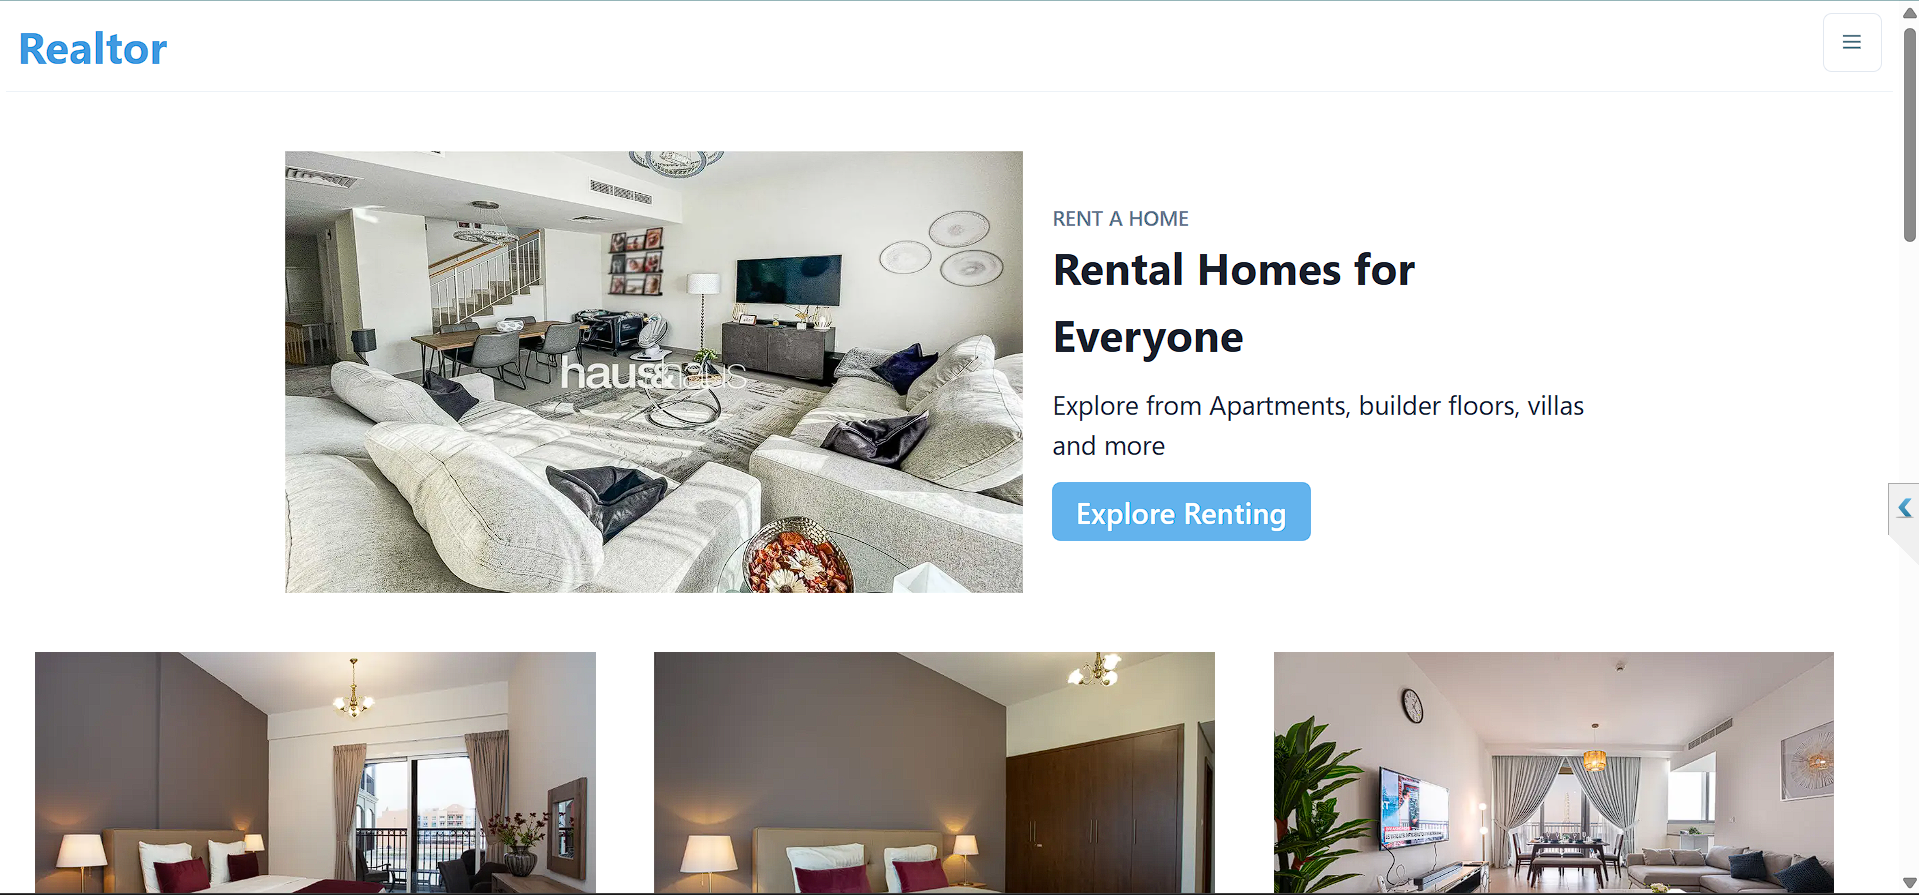 Realtor
RENT A HOME
Rental Homes for
Everyone
Explore from Apartments, builder floors, villas
and more
Explore Renting
haus&haus